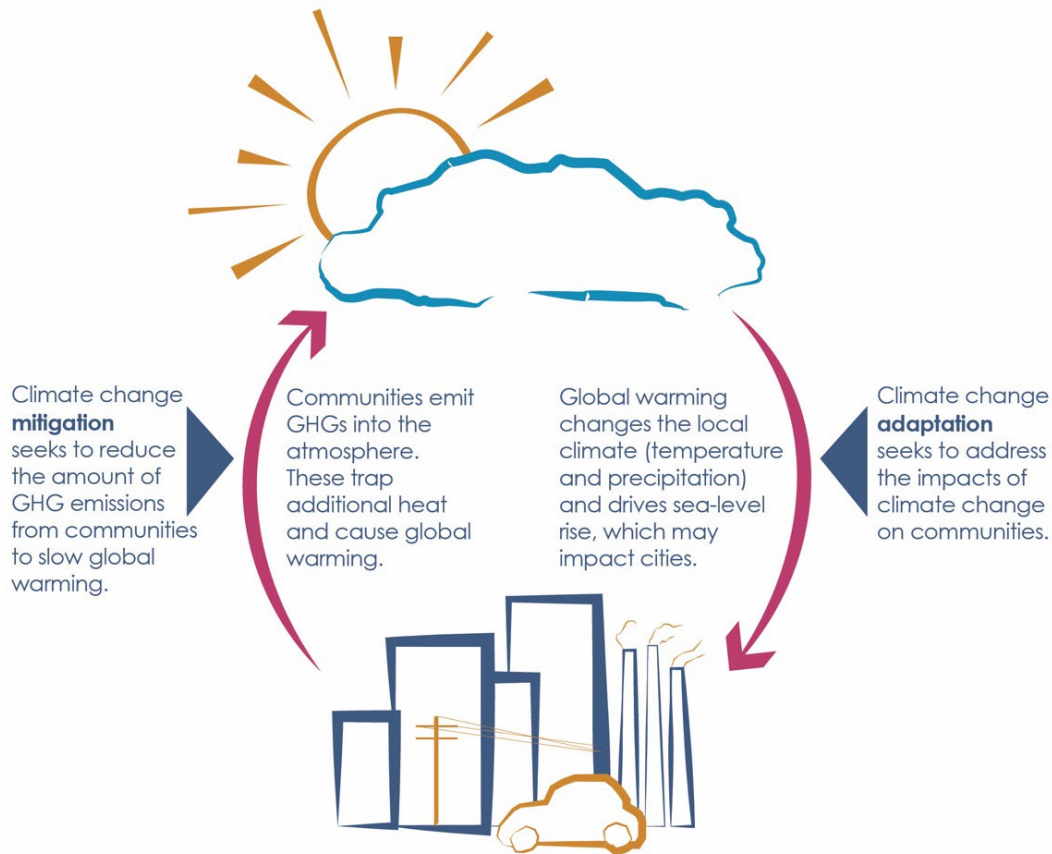 Climate change
mitigation
seeks to reduce
the amount of
GHG emissions
from communities
to slow global
warming.
Communities emit
GHGs into the
atmosphere.
These trap
additional heat
and cause global
warming.
Global warming
changes the local
climate (temperature
and precipitation)
and drives sea-level
rise, which may
impact cities.
Climate change
adaptation
seeks to address
the impacts of
climate change
on communities.